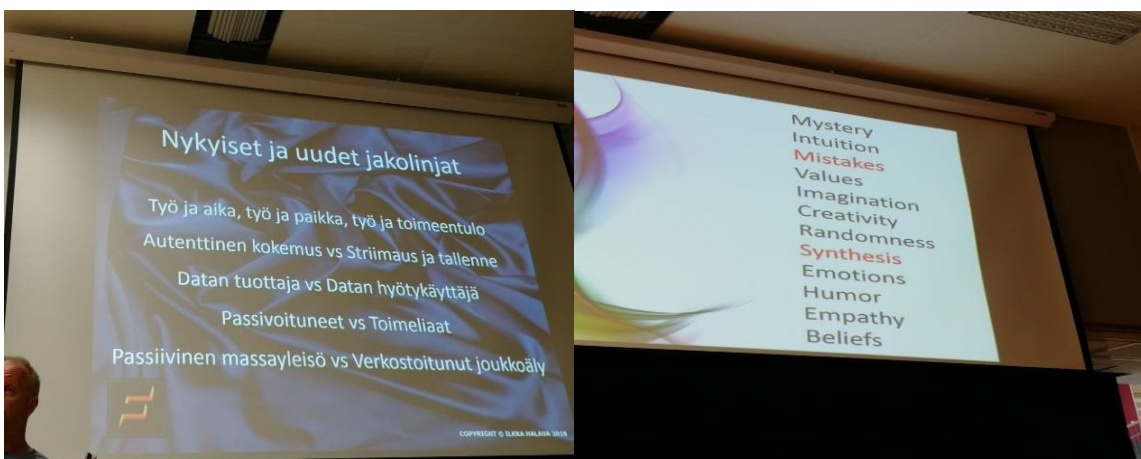 Nykyiset ja uudet jakolinjat
Työ ja aika, työ ja paikka, työ ja toimeentulo
Autenttinen kokemus vs Striimaus ja tallenne
Datan tuottaja vs Datan hyötykäyttäjä
Passivoituneet vs Toimeliaat
Passiivinen massayleisö vs Verkostoitunut joukkoäly
COPYRIGHT © ILKKA HALAVA 2018
Mystery
Intuition
Mistakes
Values
Imagination
Creativity
Randomness
Synthesis
Emotions
Humor
Empathy
Beliefs